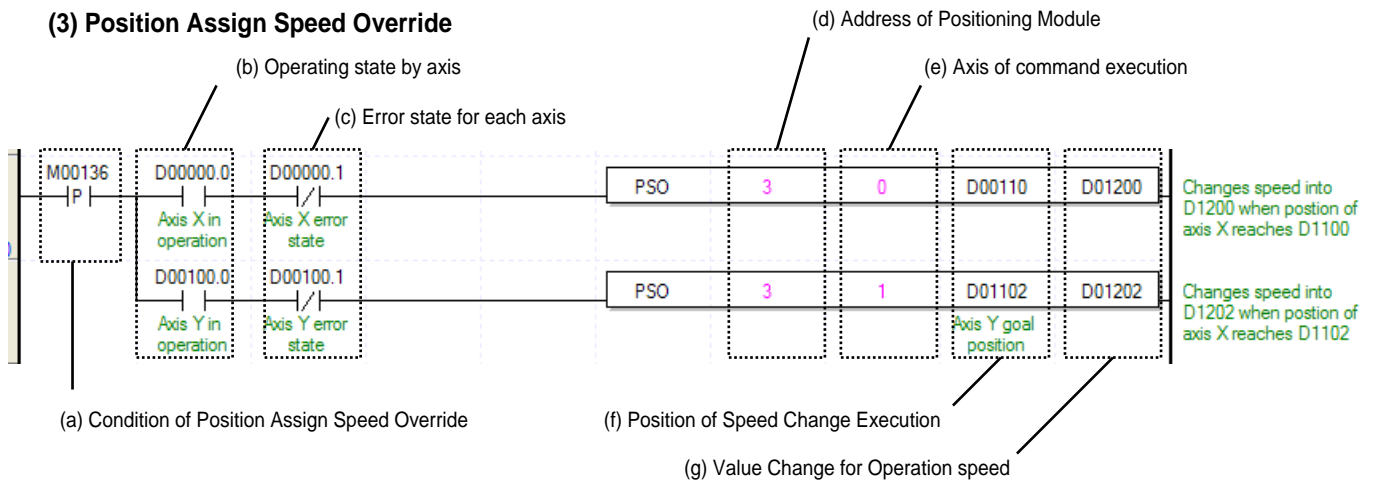 (3) Position Assign Speed Override
(d) Address of Positioning Module
(b) Operating state by axis
(e) Axis of command execution
(c) Error state for each axis
M00136
P
D00000.0
D00000.1
Axis X in
operation
Axis X error
state
PSO 3 0 D00110 D01200
Changes speed into
D1200 when postion of
axis X reaches D1100
D00100.0
D00100.1
Axis Y in
operation
Axis Y error
state
PSO 3 1 D01102 D01202
Axis Y goal
position
Changes speed into
D1202 when postion of
axis X reaches D1102
(a) Condition of Position Assign Speed Override
(f) Position of Speed Change Execution
(g) Value Change for Operation speed